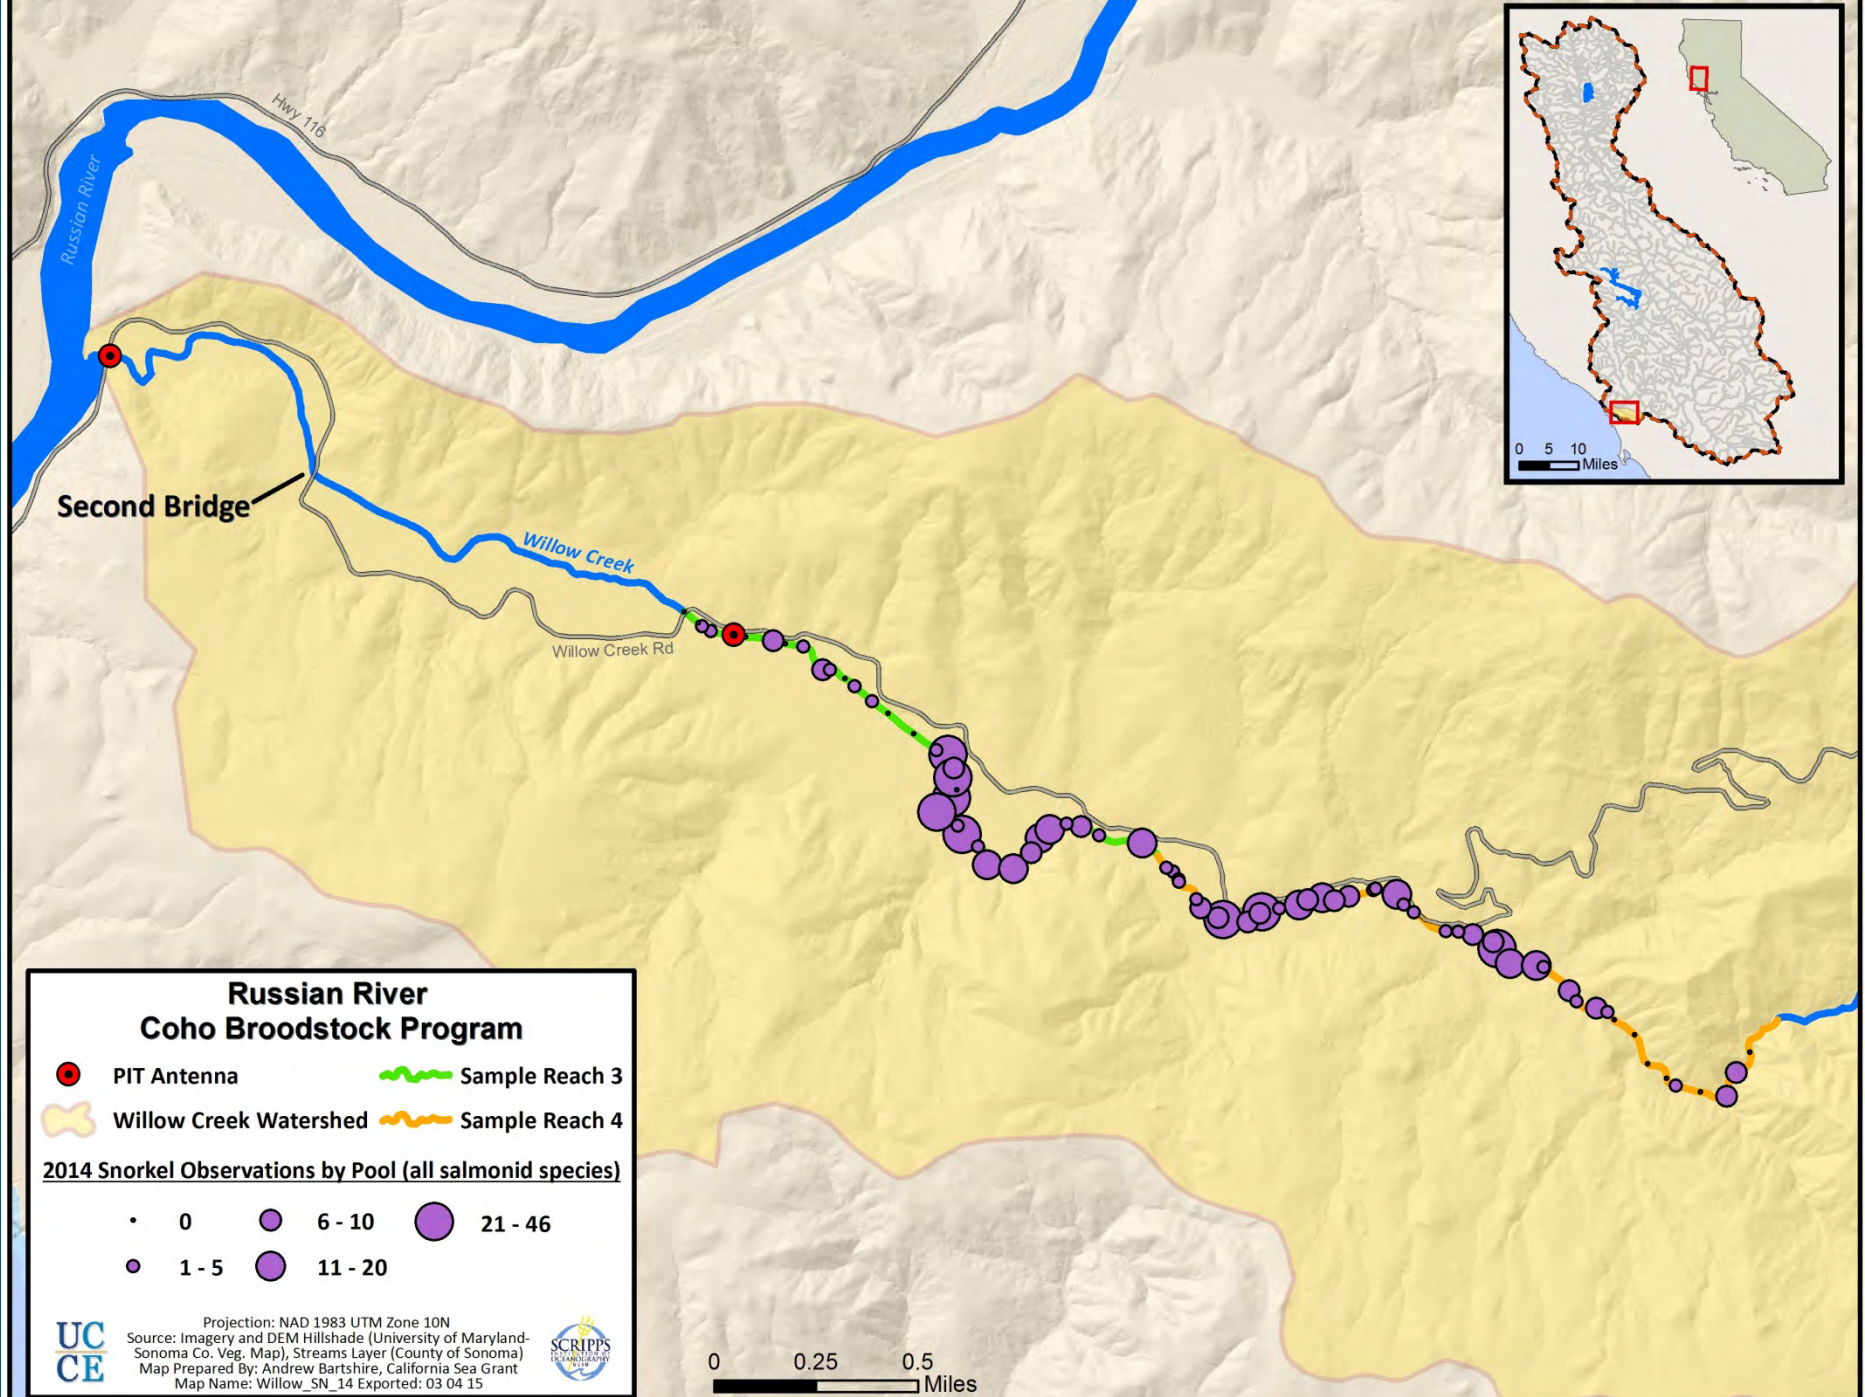 Hwy 116
Russian River
0 5 10
Miles
Second Bridge
Willow Creek
Willow Creek Rd
Russian River
Coho Broodstock Program
PIT Antenna
Sample Reach 3
Willow Creek Watershed
Sample Reach 4
2014 Snorkel Observations by Pool (all salmonid species)
0
6 - 10
21 - 46
1 - 5
11 - 20
UC
CE
Projection: NAD 1983 UTM Zone 10N
Source: Imagery and DEM Hillshade (University of Maryland-
Sonoma Co. Veg. Map), Streams Layer (County of Sonoma)
Map Prepared By: Andrew Bartshire, California Sea Grant
Map Name: Willow_SN_14 Exported: 03 04 15
SCRIPPS
INSTITUTION OF
OCEANOGRAPHY
UCSD
0 0.25 0.5
Miles